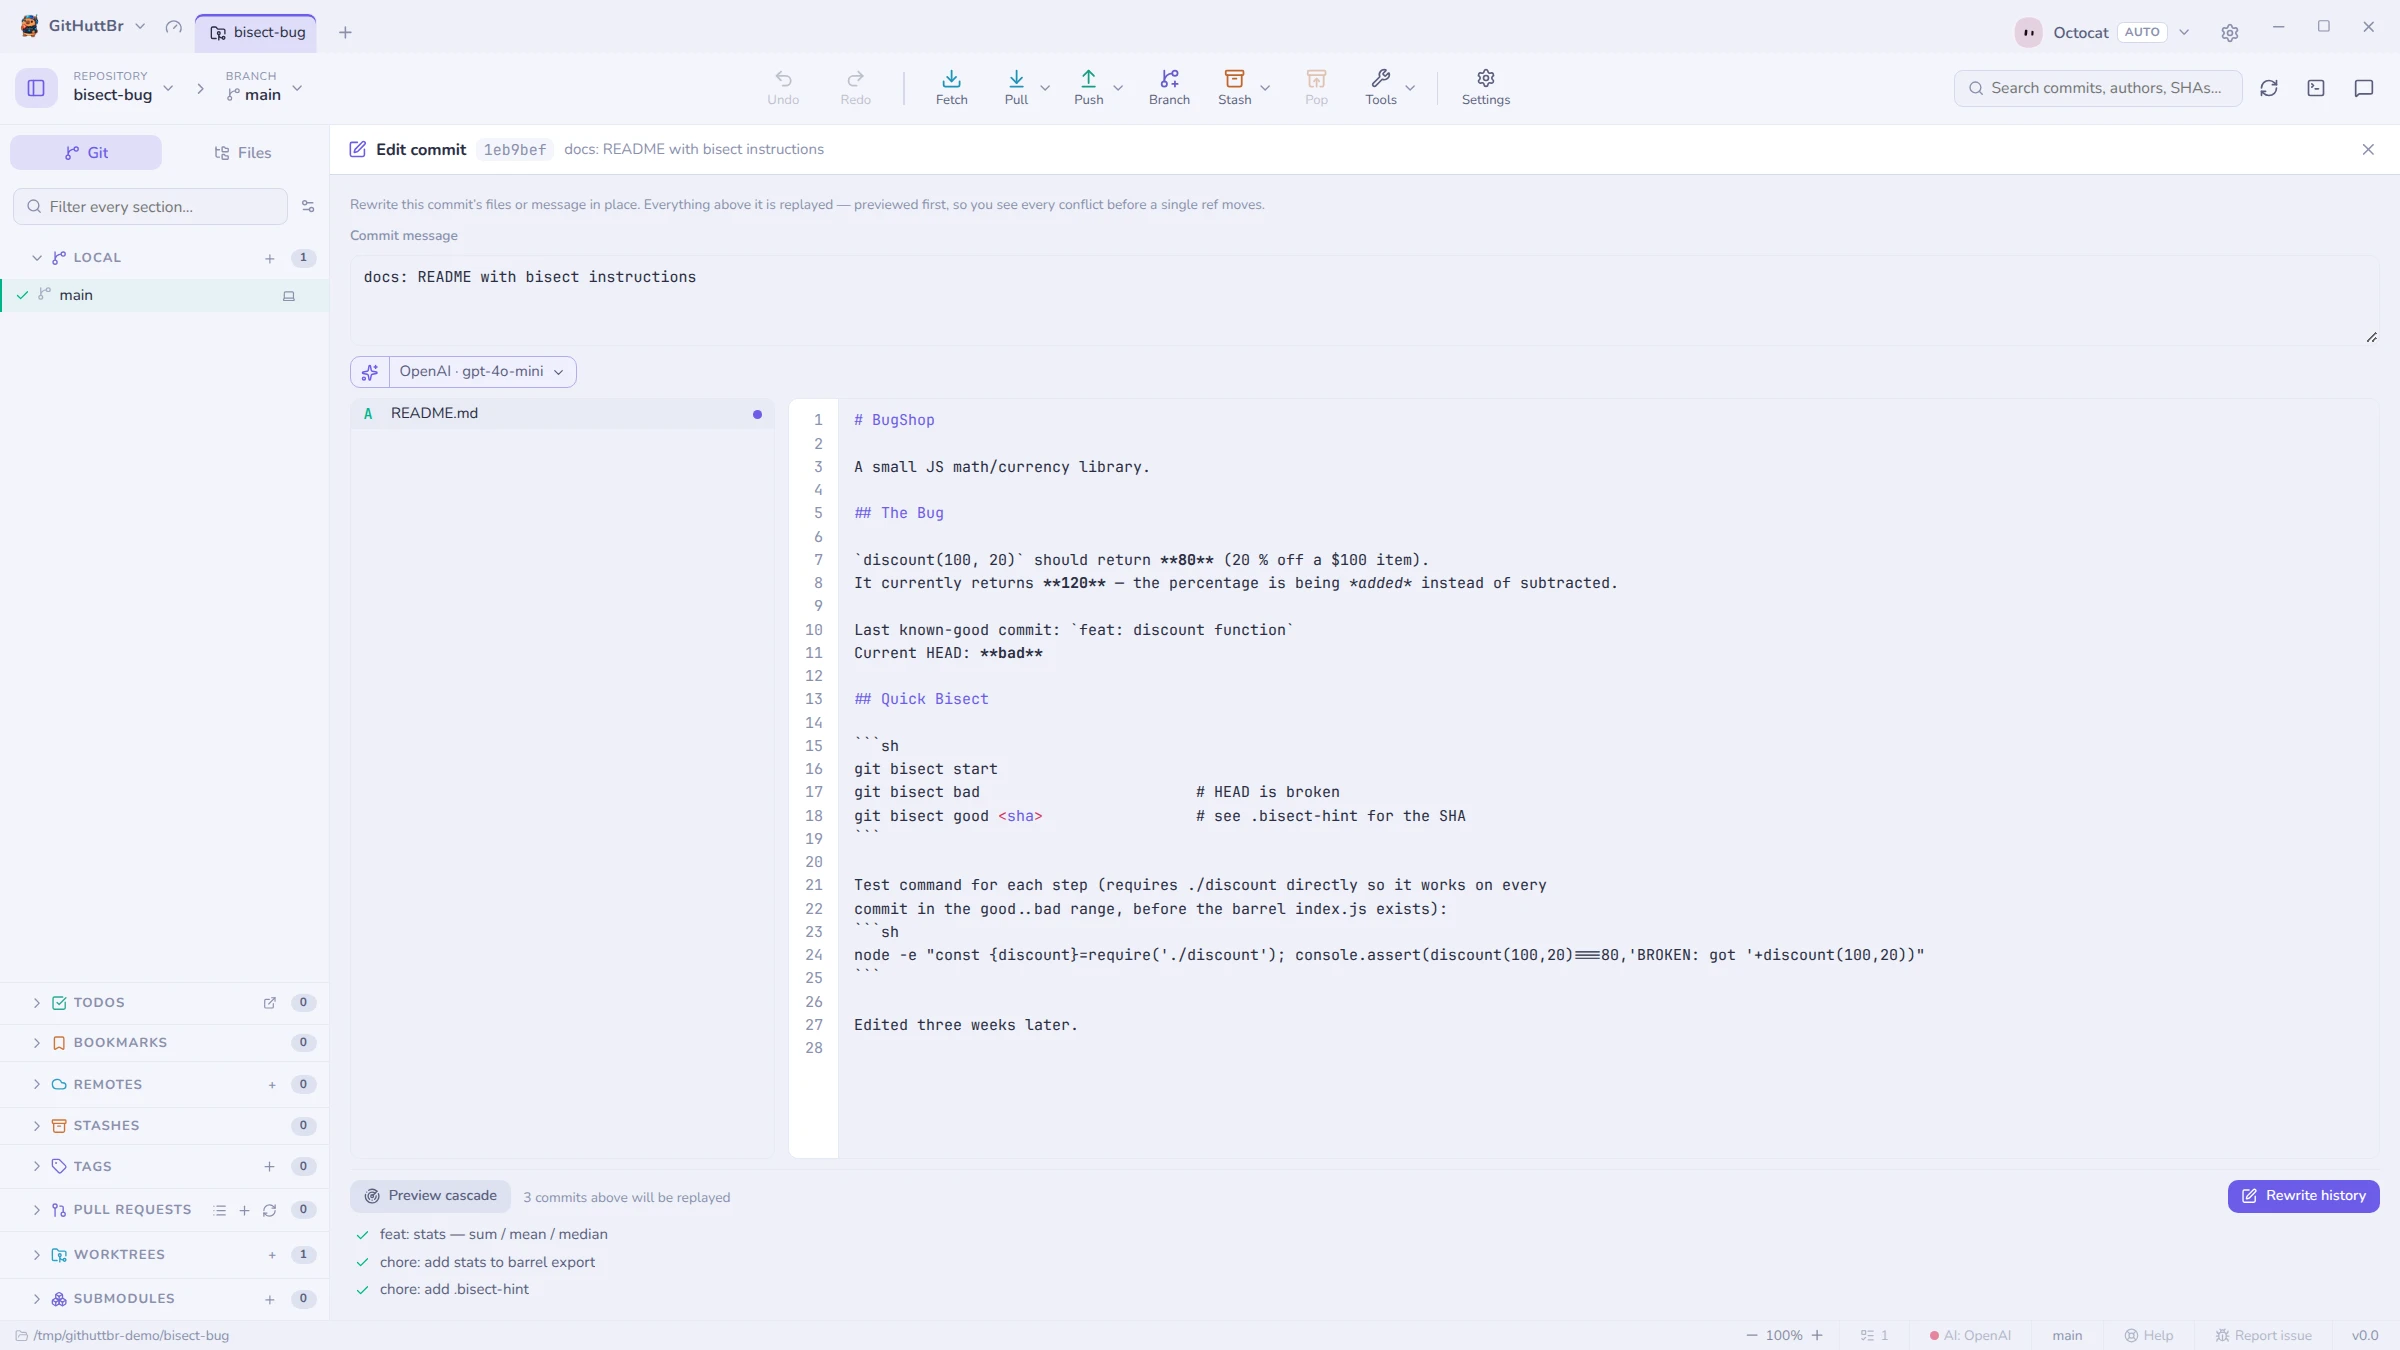 GitHuttBr
bisect-bug
Octocat AUTO
REPOSITORY
bisect-bug
BRANCH
main
Undo
Redo
Fetch
Pull
Push
Branch
Stash
Pop
Tools
Settings
Search commits, authors, SHAs...
Git
Files
Edit commit 1eb9bef docs: README with bisect instructions
Filter every section...
Rewrite this commit's files or message in place. Everything above it is replayed — previewed first, so you see every conflict before a single ref moves.
Commit message
LOCAL 1
main
docs: README with bisect instructions
OpenAI · gpt-4o-mini
A README.md
1 # BugShop
2
3 A small JS math/currency library.
4
5 ## The Bug
6
7 `discount(100, 20)` should return **80** (20 % off a $100 item).
8 It currently returns **120** — the percentage is being *added* instead of subtracted.
9
10 Last known-good commit: `feat: discount function`
11 Current HEAD: **bad**
12
13 ## Quick Bisect
14
15 ```sh
16 git bisect start
17 git bisect bad # HEAD is broken
18 git bisect good <sha> # see .bisect-hint for the SHA
19 ```
20
21 Test command for each step (requires ./discount directly so it works on every
22 commit in the good..bad range, before the barrel index.js exists):
23 ```sh
24 node -e "const {discount}=require('./discount'); console.assert(discount(100,20)===80,'BROKEN: got '+discount(100,20))"
25 ```
26
27 Edited three weeks later.
28
TODOS 0
BOOKMARKS 0
REMOTES 0
STASHES 0
TAGS 0
PULL REQUESTS 0
WORKTREES 1
SUBMODULES 0
Preview cascade 3 commits above will be replayed
Rewrite history
feat: stats — sum / mean / median
chore: add stats to barrel export
chore: add .bisect-hint
/tmp/githuttbr-demo/bisect-bug
100%
1
AI: OpenAI
main
Help
Report issue
v0.0